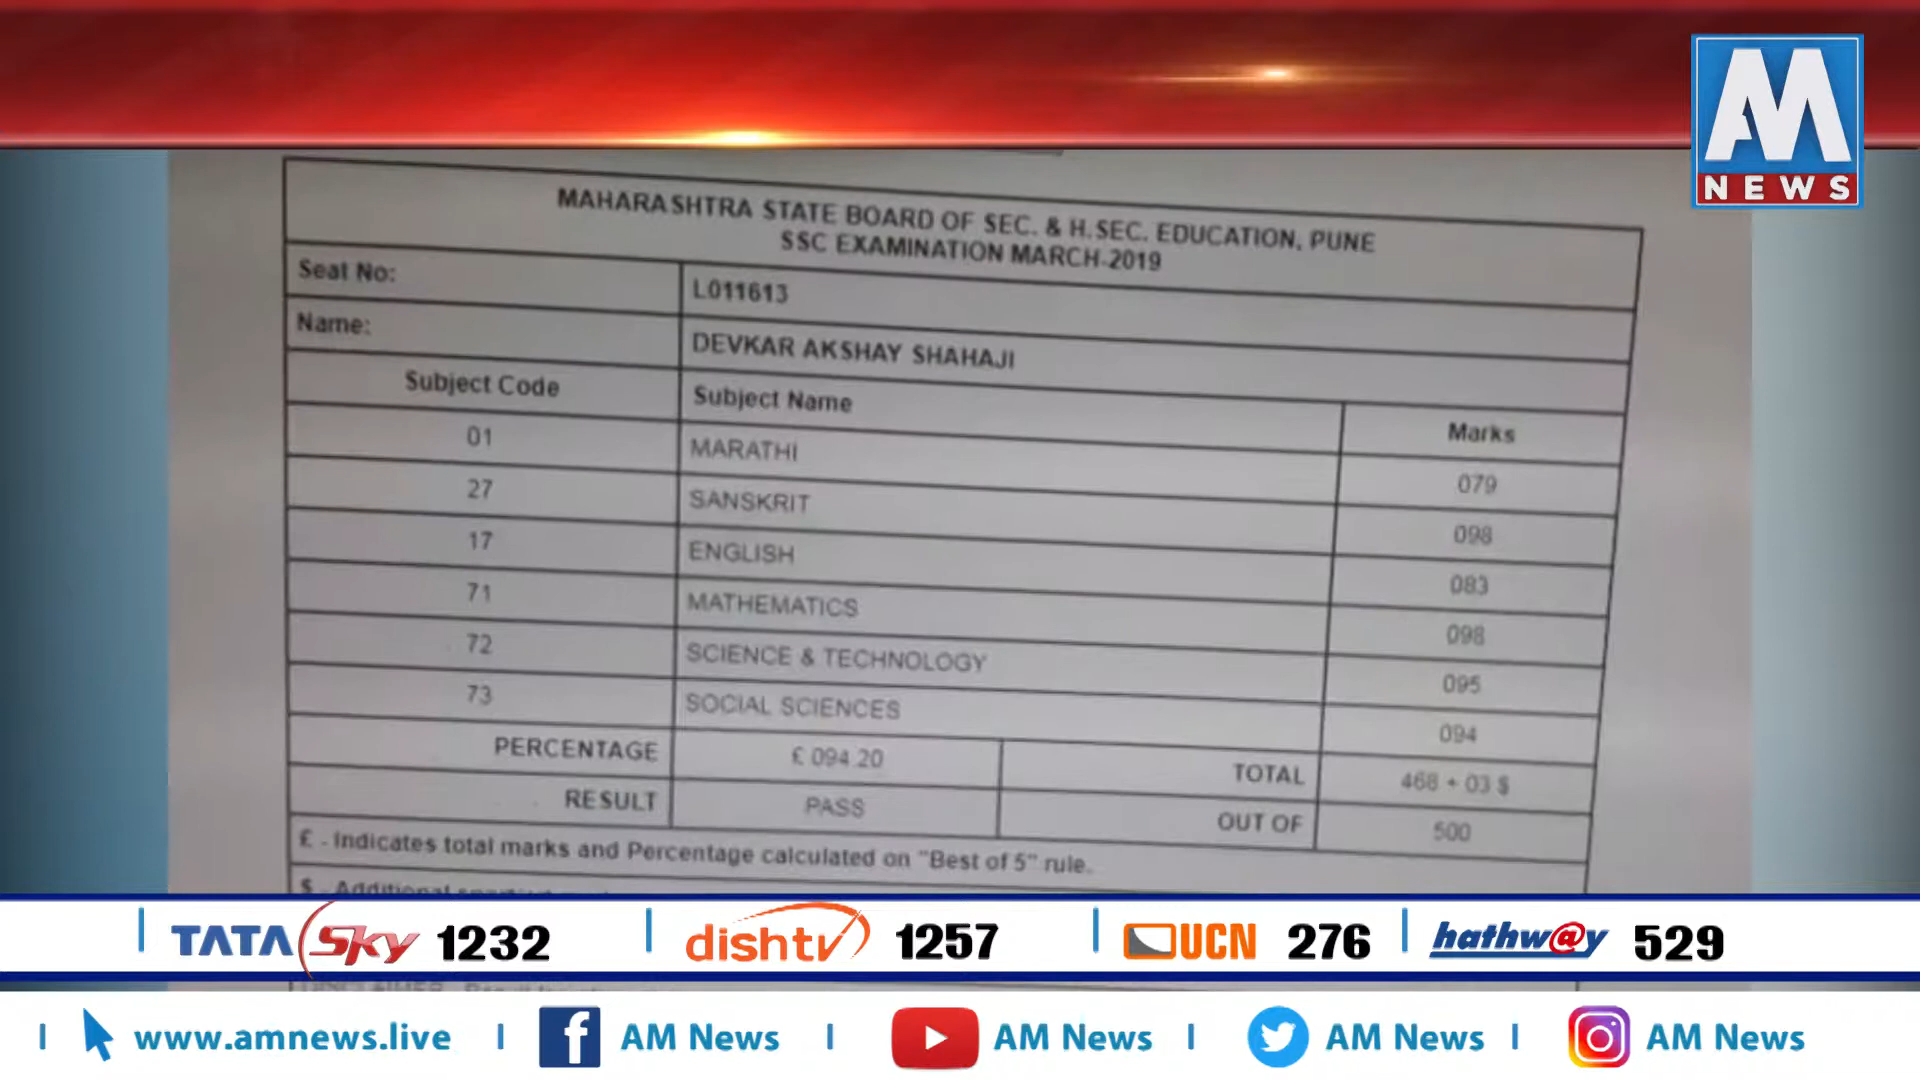 AM
NEWS
MAHARASHTRA STATE BOARD OF SEC. & H.SEC. EDUCATION, PUNE
SSC EXAMINATION MARCH-2019
Seat No: L011613
Name: DEVKAR AKSHAY SHAHAJI
Subject Code Subject Name Marks
01 MARATHI 079
27 SANSKRIT 098
17 ENGLISH 083
71 MATHEMATICS 098
72 SCIENCE & TECHNOLOGY 095
73 SOCIAL SCIENCES 094
PERCENTAGE £ 094.20 TOTAL 468 + 03 $
RESULT PASS OUT OF 500
£ - Indicates total marks and Percentage calculated on "Best of 5" rule.
$ - Additional
TATA Sky 1232 dishtv 1257 UCN 276 hathw@y 529
www.amnews.live AM News AM News AM News AM News